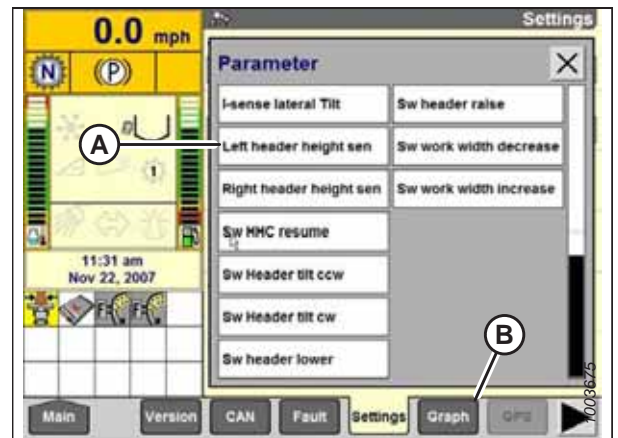 0.0 mph
Settings
N
(P)
Parameter
I-sense lateral Tilt
Sw header raise
A
Left header height sen
Sw work width decrease
1
Right header height sen
Sw work width increase
Sw HHC resume
11:31 am
Nov 22, 2007
Sw Header tilt ccw
Sw Header tilt cw
B
Sw header lower
1003675
Main
Version
CAN
Fault
Settings
Graph
GPS